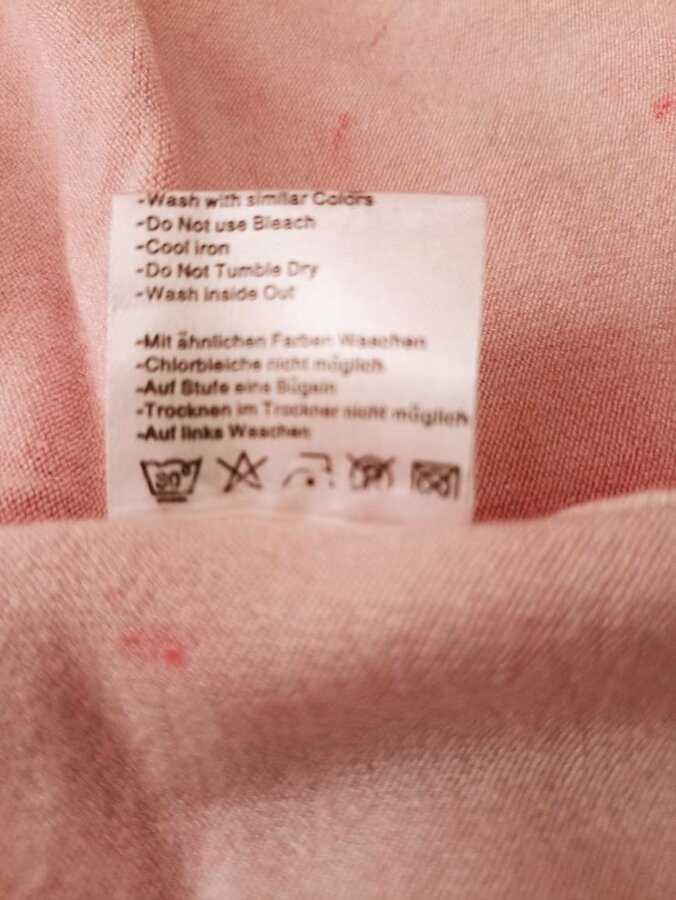 -Wash with similar Colors
-Do Not use Bleach
-Cool iron
-Do Not Tumble Dry
-Wash Inside Out
-Mit ähnlichen Farben Waschen
-Chlorbleiche nicht möglich
-Auf Stufe eins Bügeln
-Trocknen im Trockner nicht möglich
-Auf links Waschen
30°
P